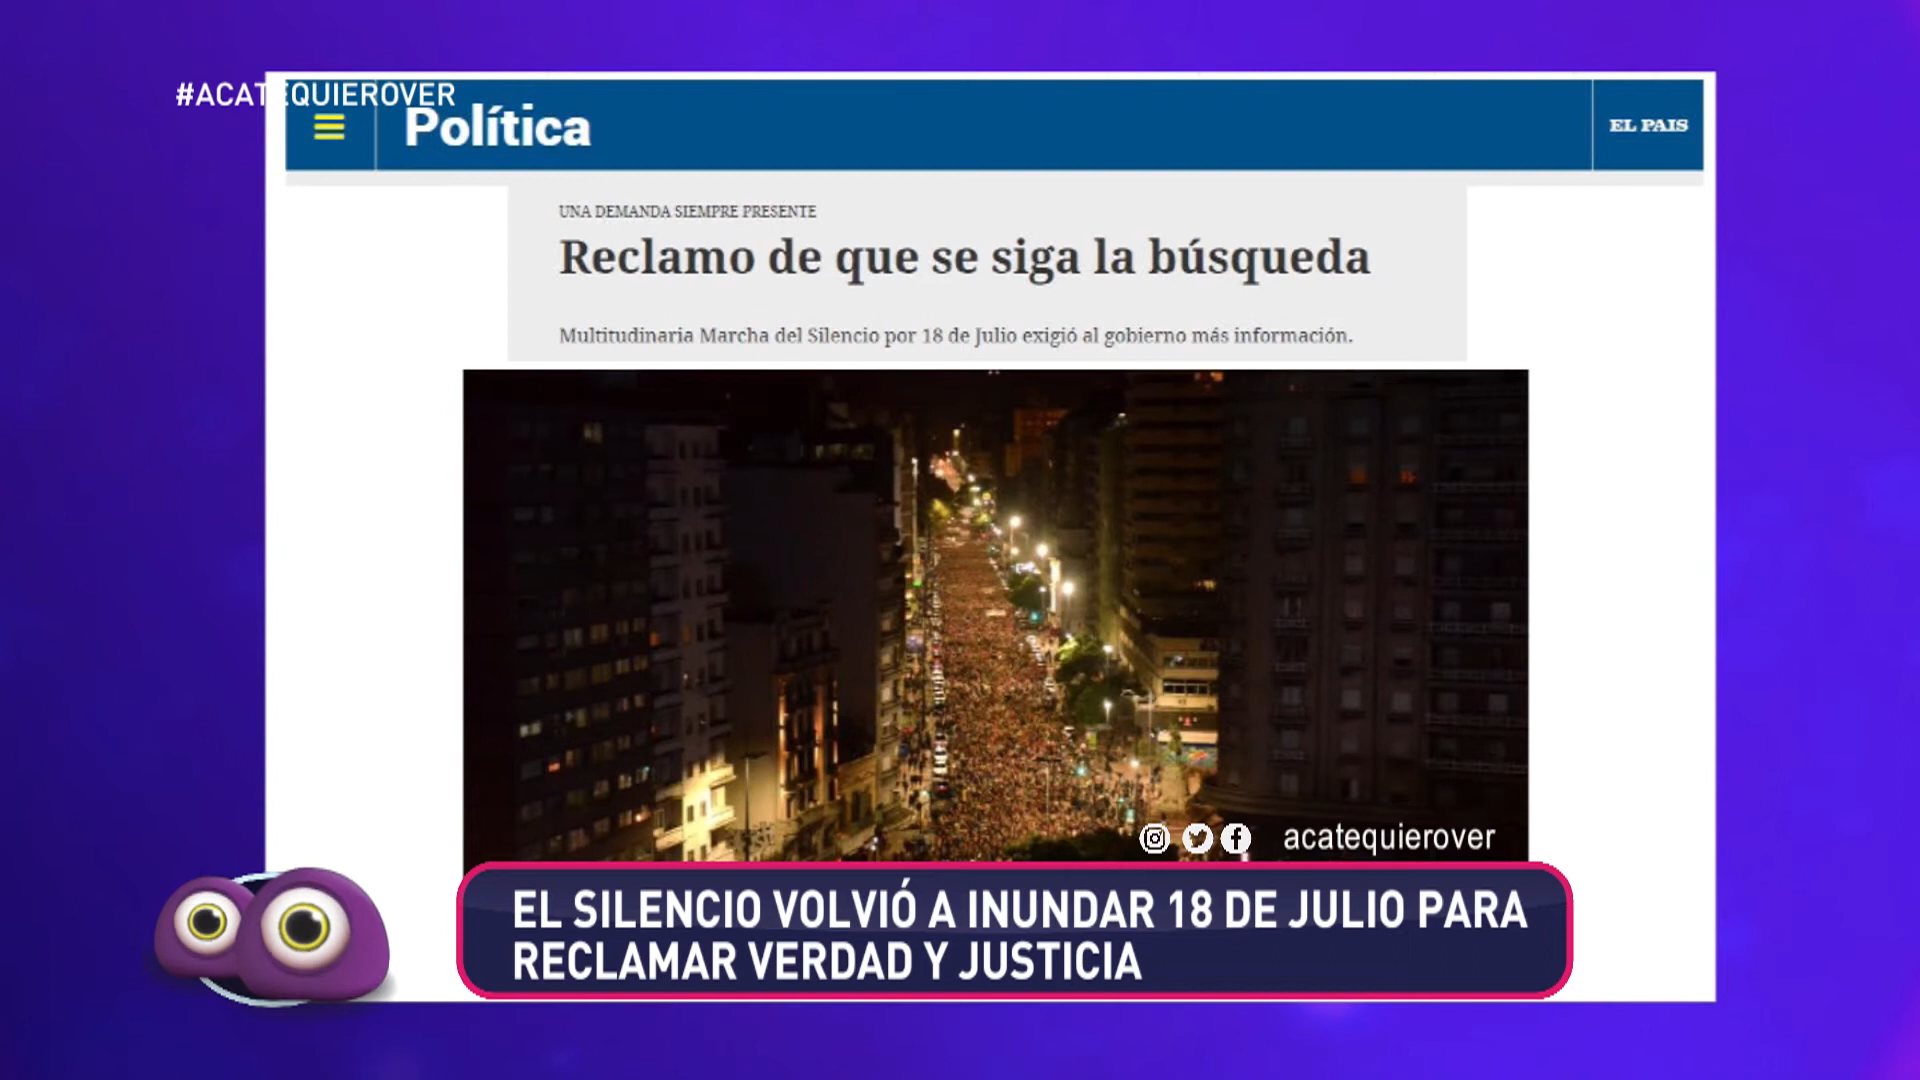 #ACATEQUIEROVER
Política
EL PAIS
UNA DEMANDA SIEMPRE PRESENTE
Reclamo de que se siga la búsqueda
Multitudinaria Marcha del Silencio por 18 de Julio exigió al gobierno más información.
acatequierover
EL SILENCIO VOLVIÓ A INUNDAR 18 DE JULIO PARA
RECLAMAR VERDAD Y JUSTICIA